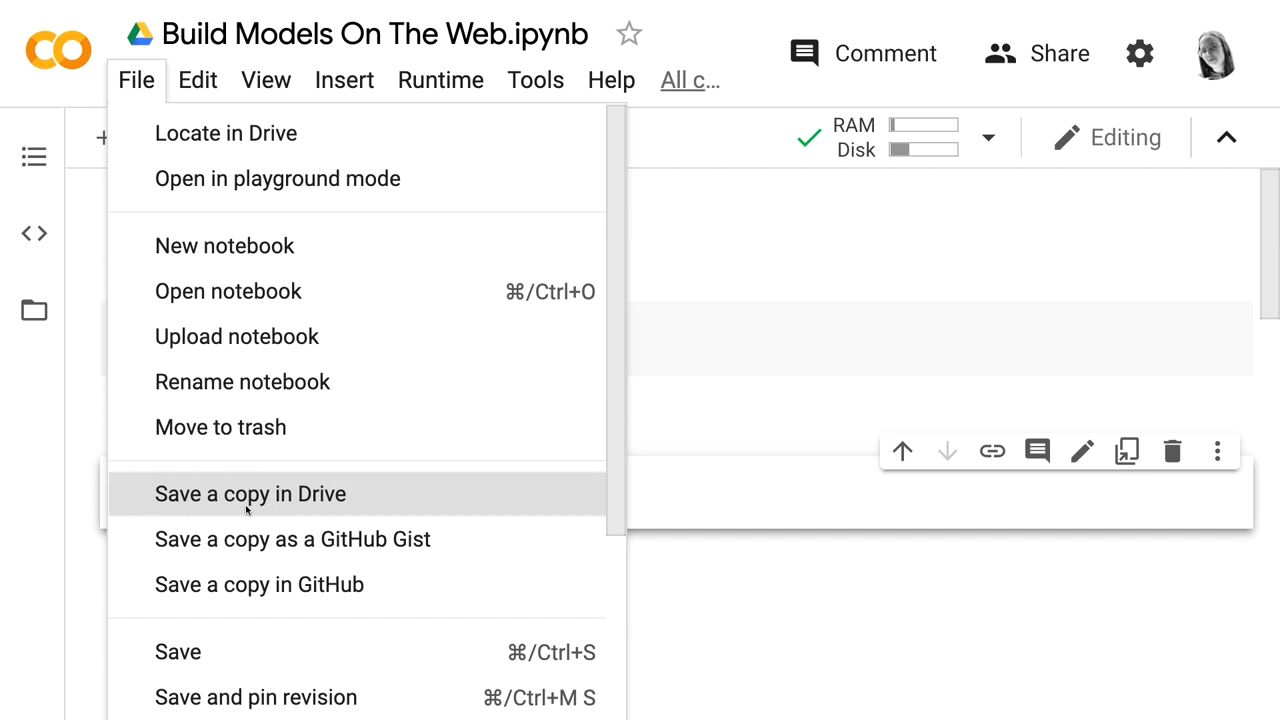 Build Models On The Web.ipynb
Comment
Share
File Edit View Insert Runtime Tools Help All c...
RAM
Disk
Editing
Locate in Drive
Open in playground mode
New notebook
Open notebook ⌘/Ctrl+O
Upload notebook
Rename notebook
Move to trash
Save a copy in Drive
Save a copy as a GitHub Gist
Save a copy in GitHub
Save ⌘/Ctrl+S
Save and pin revision ⌘/Ctrl+M S